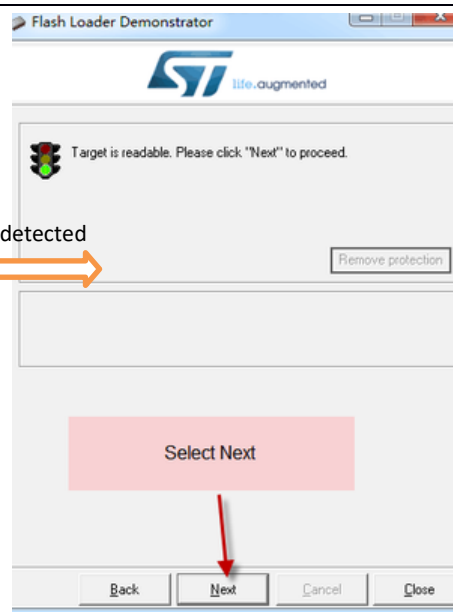 Flash Loader Demonstrator
life.augmented
Target is readable. Please click "Next" to proceed.
detected
Remove protection
Select Next
Back Next Cancel Close